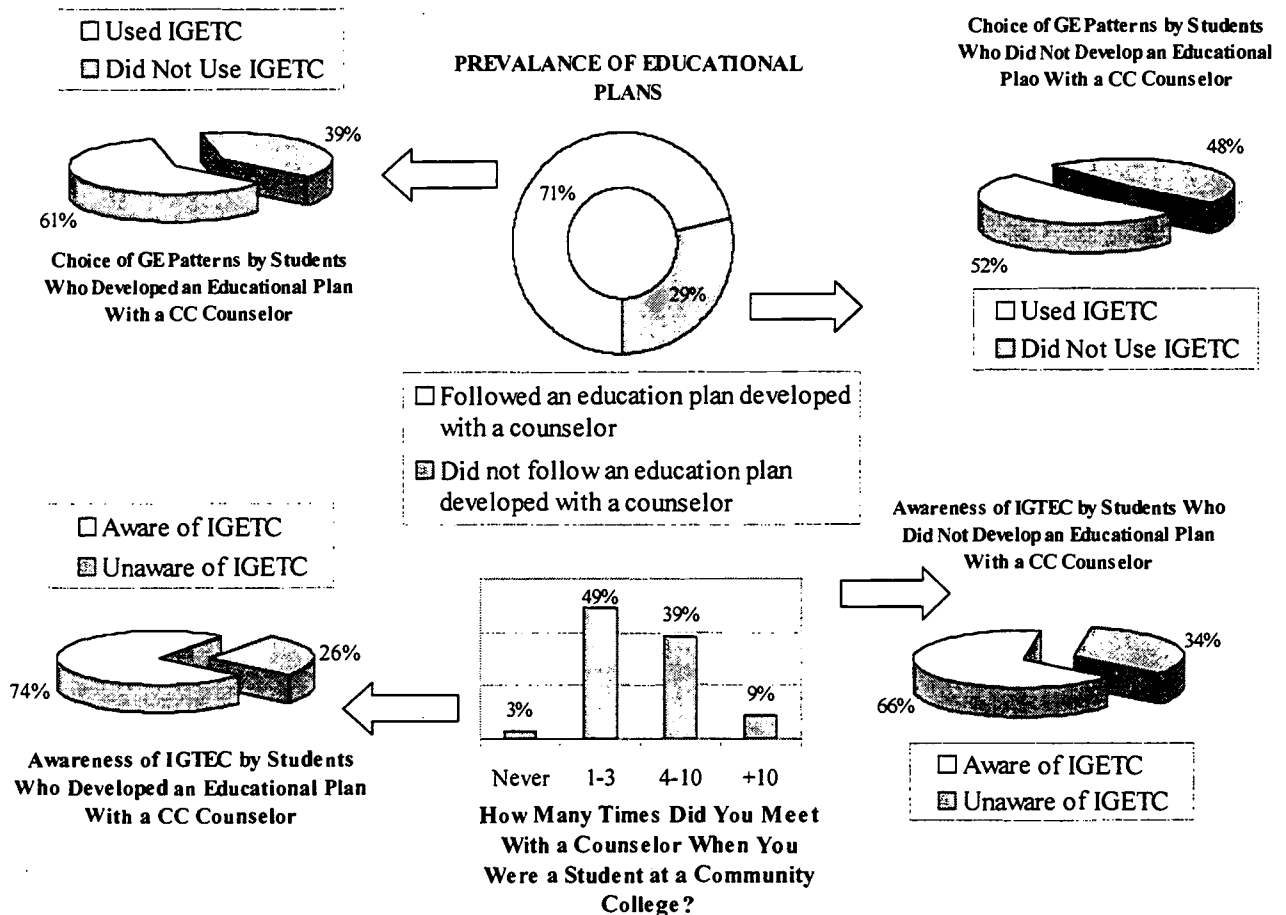 Used IGETC
Did Not Use IGETC
39%
61%
Choice of GE Patterns by Students
Who Developed an Educational Plan
With a CC Counselor
PREVALANCE OF EDUCATIONAL
PLANS
71%
29%
Followed an education plan developed
with a counselor
Did not follow an education plan
developed with a counselor
Choice of GE Patterns by Students
Who Did Not Develop an Educational
Plao With a CC Counselor
48%
52%
Used IGETC
Did Not Use IGETC
Aware of IGETC
Unaware of IGETC
26%
74%
Awareness of IGTEC by Students
Who Developed an Educational Plan
With a CC Counselor
49%
39%
9%
3%
Never 1-3 4-10 +10
How Many Times Did You Meet
With a Counselor When You
Were a Student at a Community
College?
Awareness of IGTEC by Students Who
Did Not Develop an Educational Plan
With a CC Counselor
34%
66%
Aware of IGETC
Unaware of IGETC